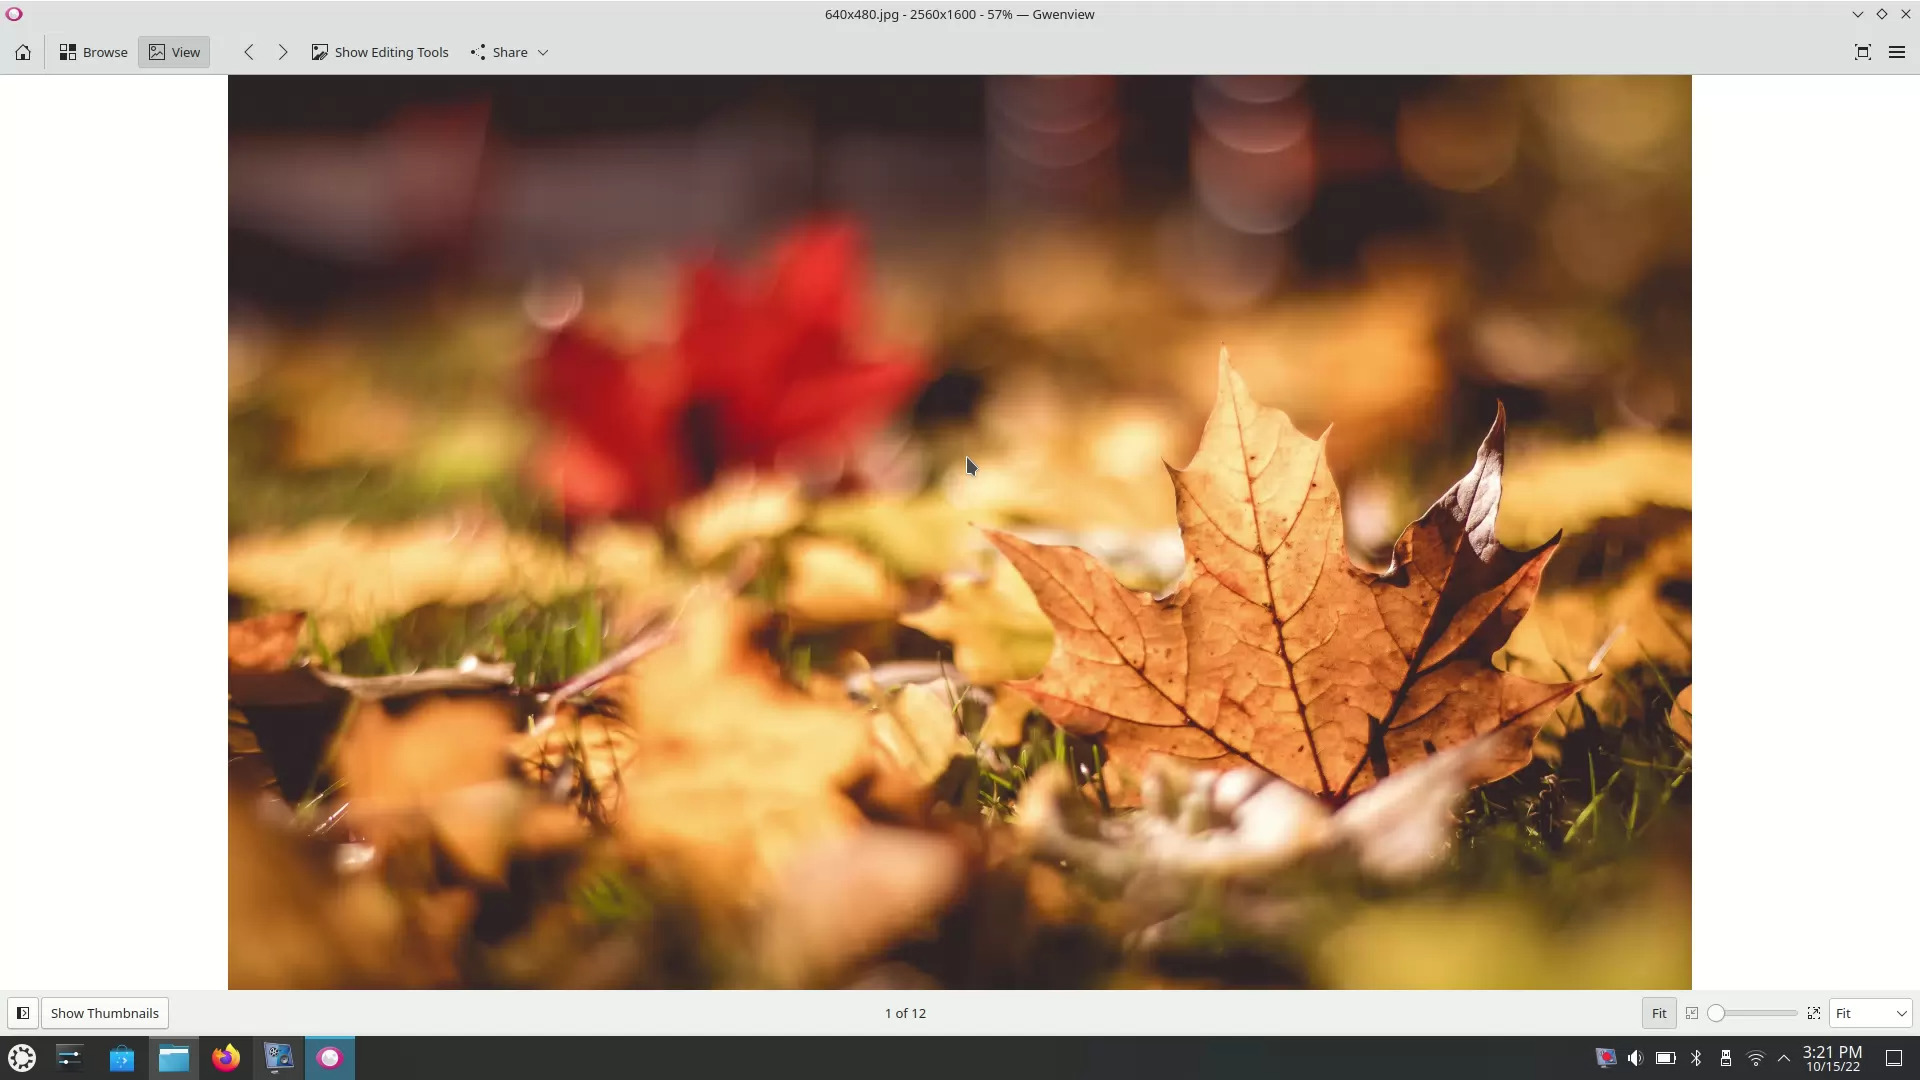 640x480.jpg - 2560x1600 - 57% — Gwenview
Browse View Show Editing Tools Share
Show Thumbnails 1 of 12 Fit Fit
3:21 PM
10/15/22